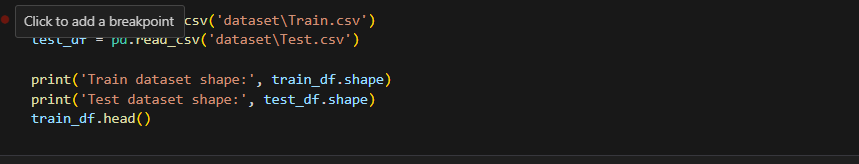 Click to add a breakpoint
csv('dataset\Train.csv')
test_df = pd.read_csv('dataset\Test.csv')
print('Train dataset shape:', train_df.shape)
print('Test dataset shape:', test_df.shape)
train_df.head()